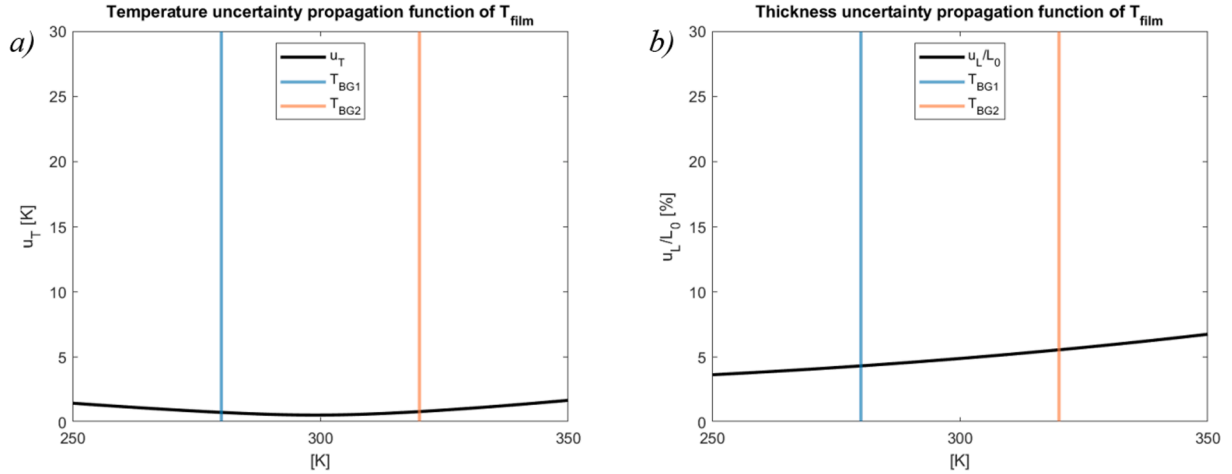 Temperature uncertainty propagation function of T_film
a)
30
25
20
15
10
5
0
u_T [K]
u_T
T_BG1
T_BG2
250
300
350
[K]
Thickness uncertainty propagation function of T_film
b)
30
25
20
15
10
5
0
u_L/L_0 [%]
u_L/L_0
T_BG1
T_BG2
250
300
350
[K]